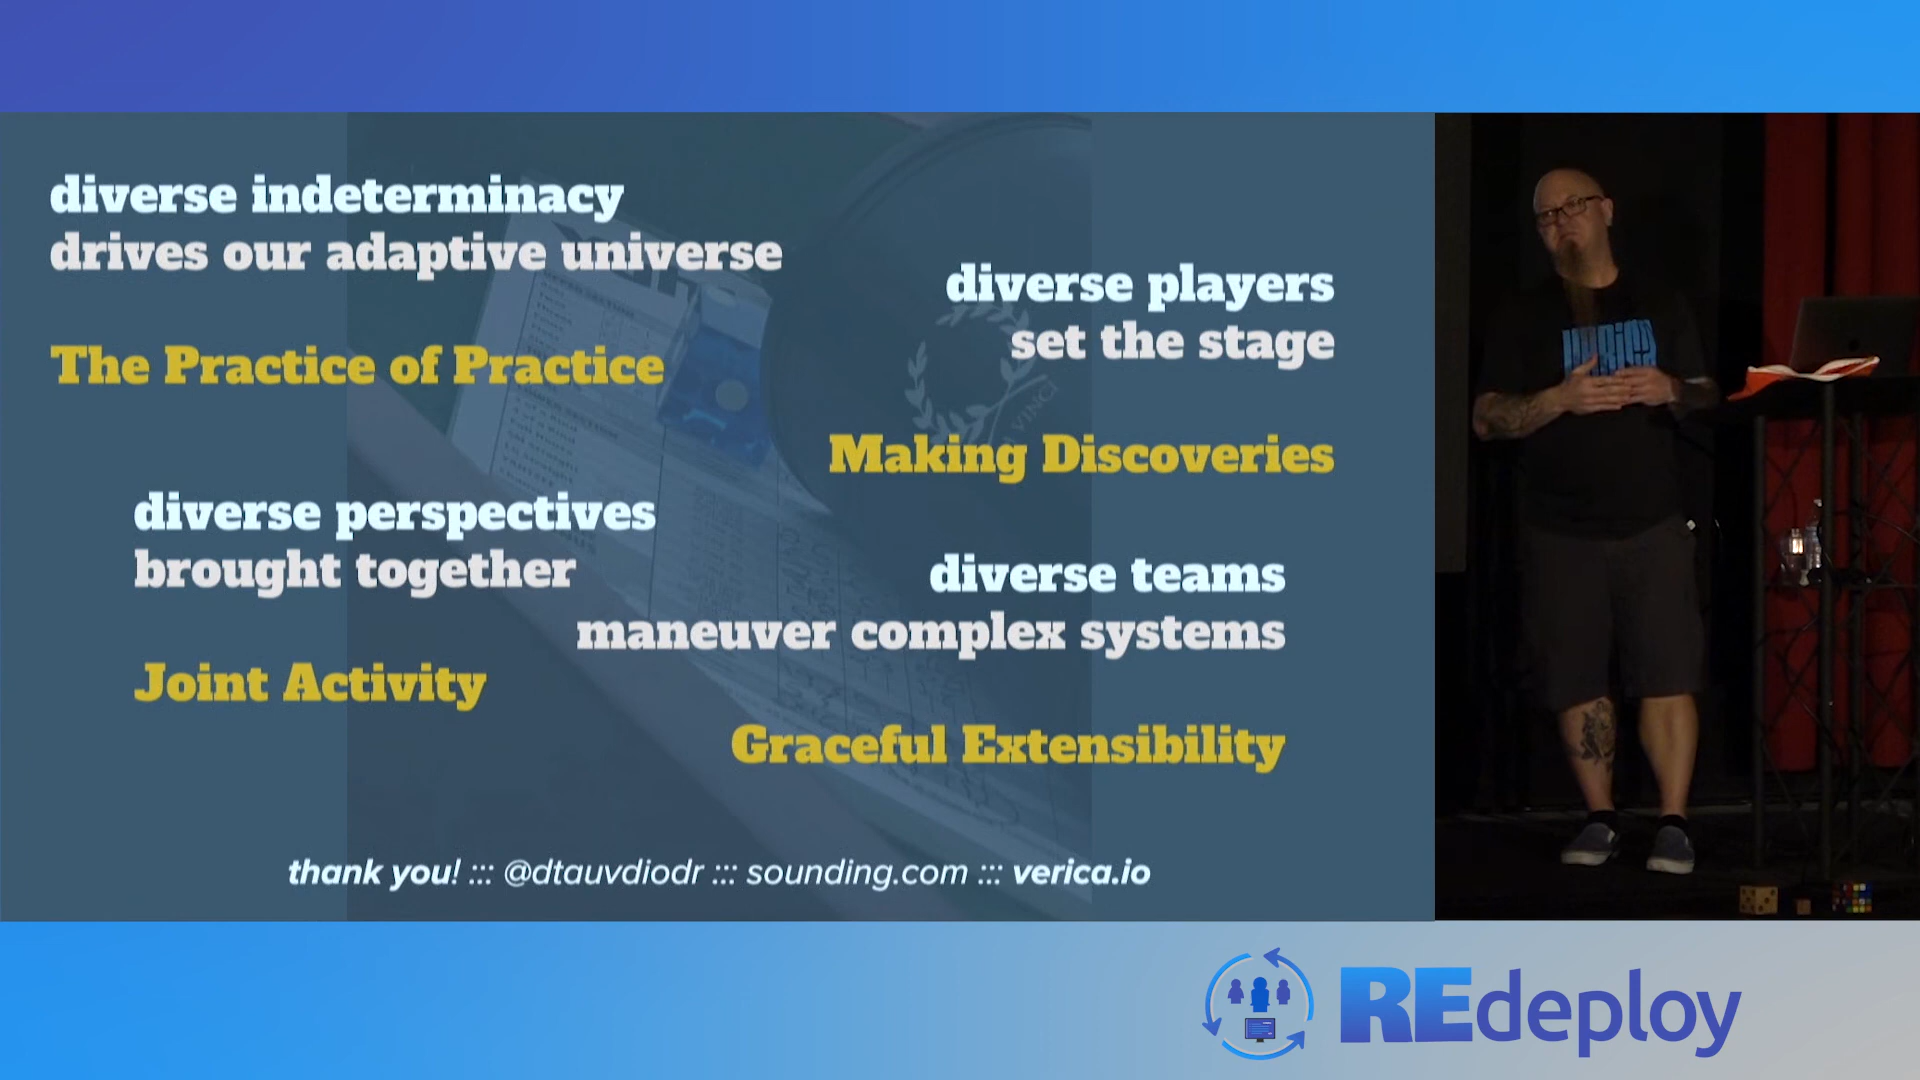 diverse indeterminacy
drives our adaptive universe
The Practice of Practice
diverse players
set the stage
Making Discoveries
diverse perspectives
brought together
Joint Activity
diverse teams
maneuver complex systems
Graceful Extensibility
thank you! ::: @dtauvdiodr ::: sounding.com ::: verica.io
REdeploy